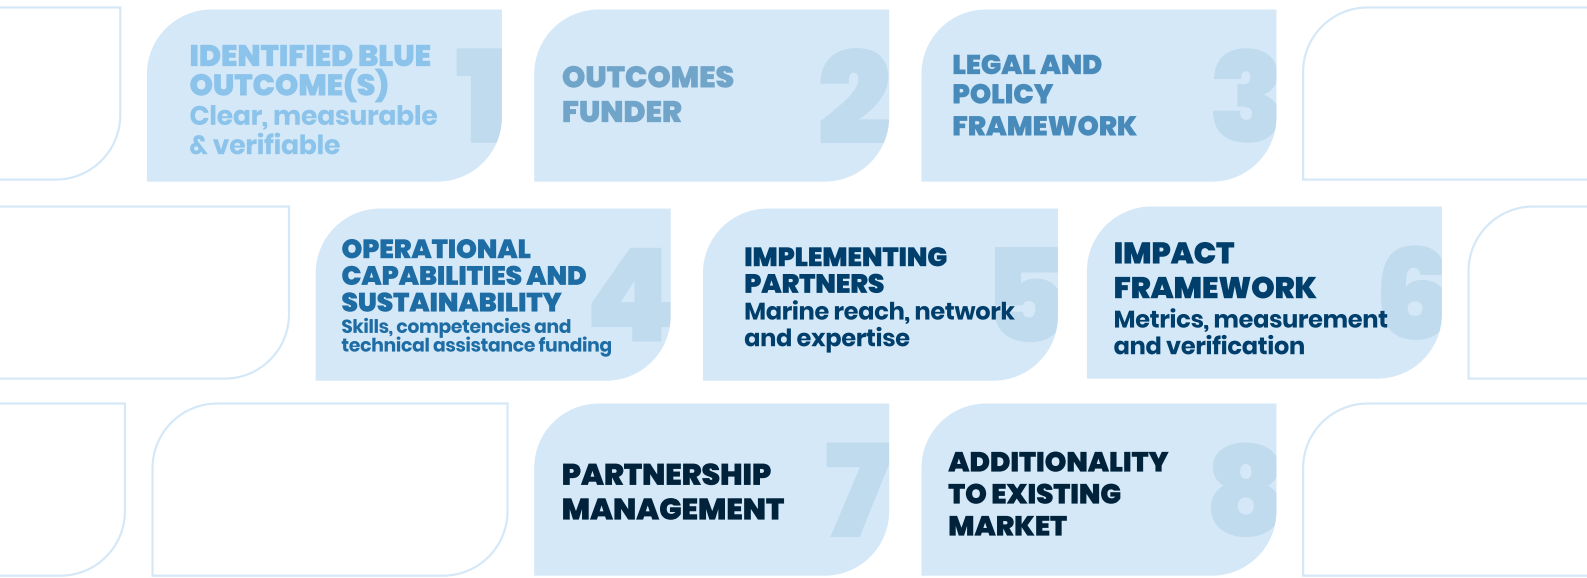 IDENTIFIED BLUE
OUTCOME(S)
Clear, measurable
& verifiable
1
OUTCOMES
FUNDER
2
LEGAL AND
POLICY
FRAMEWORK
3
OPERATIONAL
CAPABILITIES AND
SUSTAINABILITY
Skills, competencies and
technical assistance funding
4
IMPLEMENTING
PARTNERS
Marine reach, network
and expertise
5
IMPACT
FRAMEWORK
Metrics, measurement
and verification
6
PARTNERSHIP
MANAGEMENT
7
ADDITIONALITY
TO EXISTING
MARKET
8